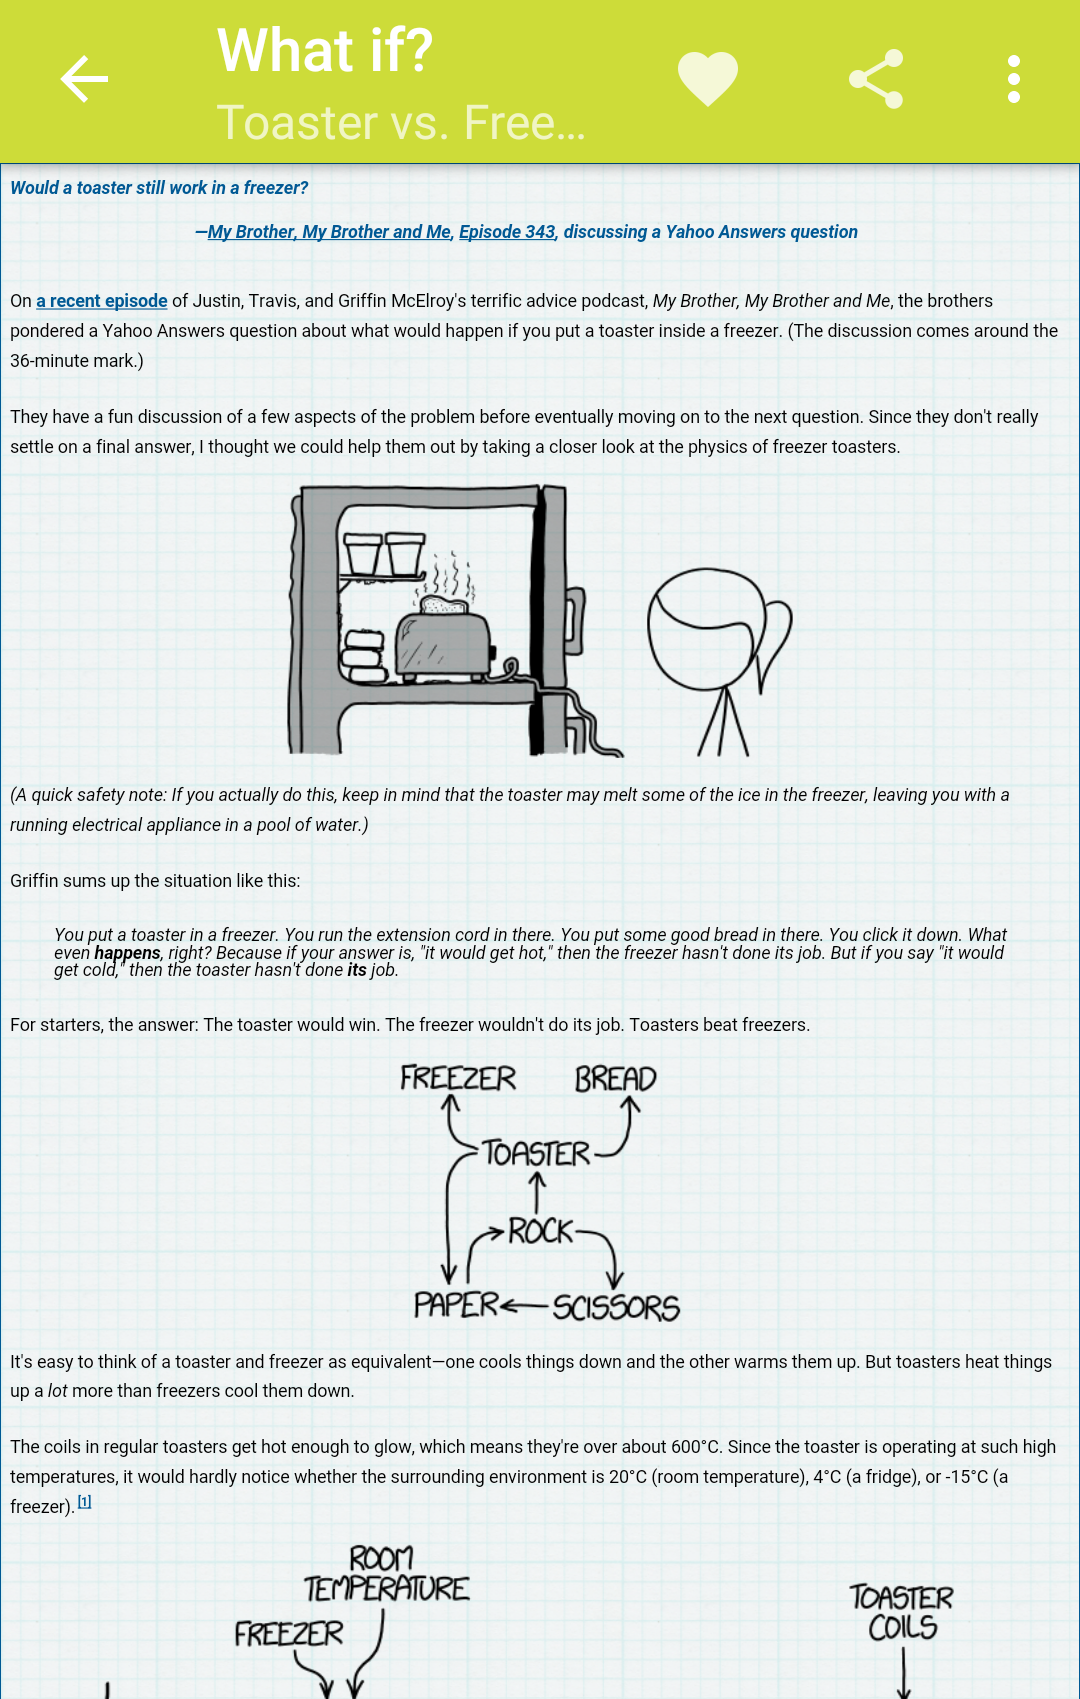 What if?
Toaster vs. Free...
Would a toaster still work in a freezer?
—My Brother, My Brother and Me, Episode 343, discussing a Yahoo Answers question
On a recent episode of Justin, Travis, and Griffin McElroy's terrific advice podcast, My Brother, My Brother and Me, the brothers
pondered a Yahoo Answers question about what would happen if you put a toaster inside a freezer. (The discussion comes around the
36-minute mark.)
They have a fun discussion of a few aspects of the problem before eventually moving on to the next question. Since they don't really
settle on a final answer, I thought we could help them out by taking a closer look at the physics of freezer toasters.
(A quick safety note: If you actually do this, keep in mind that the toaster may melt some of the ice in the freezer, leaving you with a
running electrical appliance in a pool of water.)
Griffin sums up the situation like this:
You put a toaster in a freezer. You run the extension cord in there. You put some good bread in there. You click it down. What
even happens, right? Because if your answer is, "it would get hot," then the freezer hasn't done its job. But if you say "it would
get cold," then the toaster hasn't done its job.
For starters, the answer: The toaster would win. The freezer wouldn't do its job. Toasters beat freezers.
FREEZER BREAD
TOASTER
ROCK
PAPER SCISSORS
It's easy to think of a toaster and freezer as equivalent—one cools things down and the other warms them up. But toasters heat things
up a lot more than freezers cool them down.
The coils in regular toasters get hot enough to glow, which means they're over about 600°C. Since the toaster is operating at such high
temperatures, it would hardly notice whether the surrounding environment is 20°C (room temperature), 4°C (a fridge), or -15°C (a
freezer). [1]
ROOM
TEMPERATURE
FREEZER
TOASTER
COILS